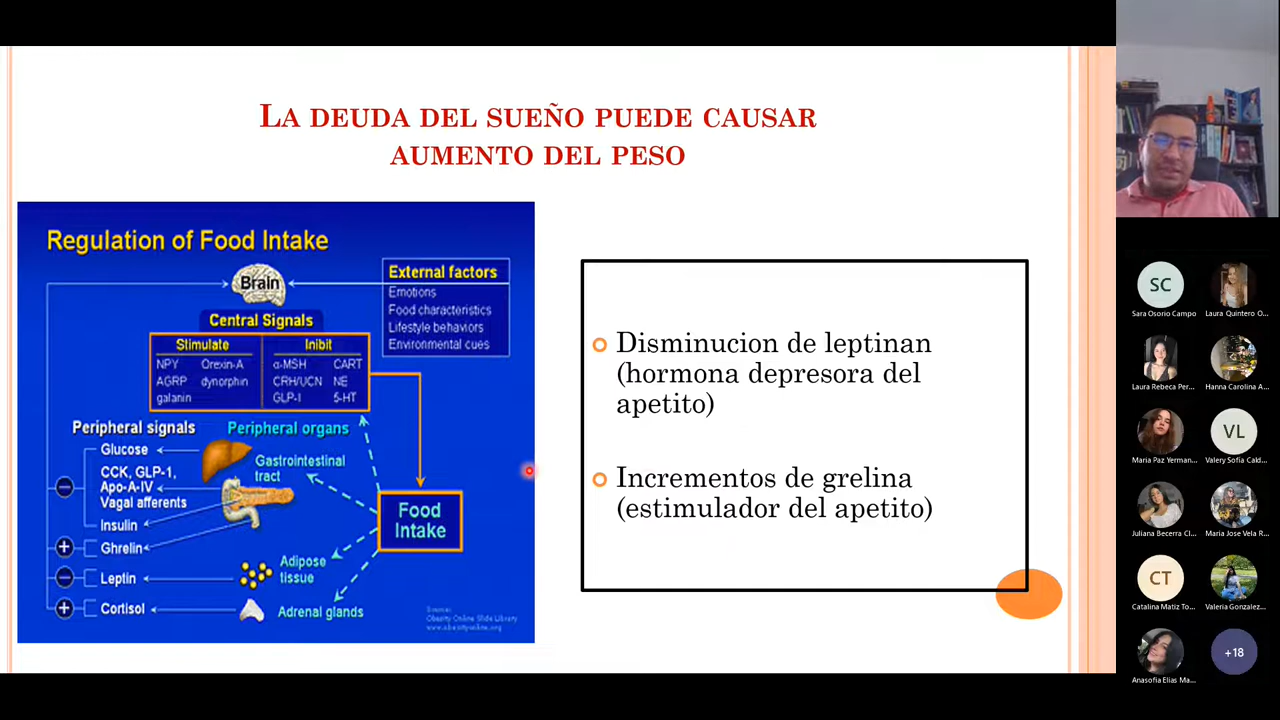 LA DEUDA DEL SUEÑO PUEDE CAUSAR
AUMENTO DEL PESO
Regulation of Food Intake
Brain
External factors
Emotions
Food characteristics
Lifestyle behaviors
Environmental cues
Central Signals
Stimulate
Inibit
NPY Orexin-A
AGRP dynorphin
galanin
α-MSH CART
CRH/UCN NE
GLP-I 5-HT
Peripheral signals
Peripheral organs
Glucose
CCK, GLP-1,
Apo-A-IV
Vagal afferents
Insulin
Ghrelin
Leptin
Cortisol
Gastrointestinal
tract
Food
Intake
Adipose
tissue
Adrenal glands
Source:
Obesity Online Slide Library
www.obesityonline.org
Disminucion de leptinan
(hormona depresora del
apetito)
Incrementos de grelina
(estimulador del apetito)
SC
Sara Osorio Campo
Laura Quintero O...
Laura Rebeca Per...
Hanna Carolina A...
Maria Paz Yerman...
VL
Valery Sofia Cald...
Juliana Becerra Cl...
Maria Jose Vela R...
CT
Catalina Matiz To...
Valeria Gonzalez...
Anasofia Elias Ma...
+18